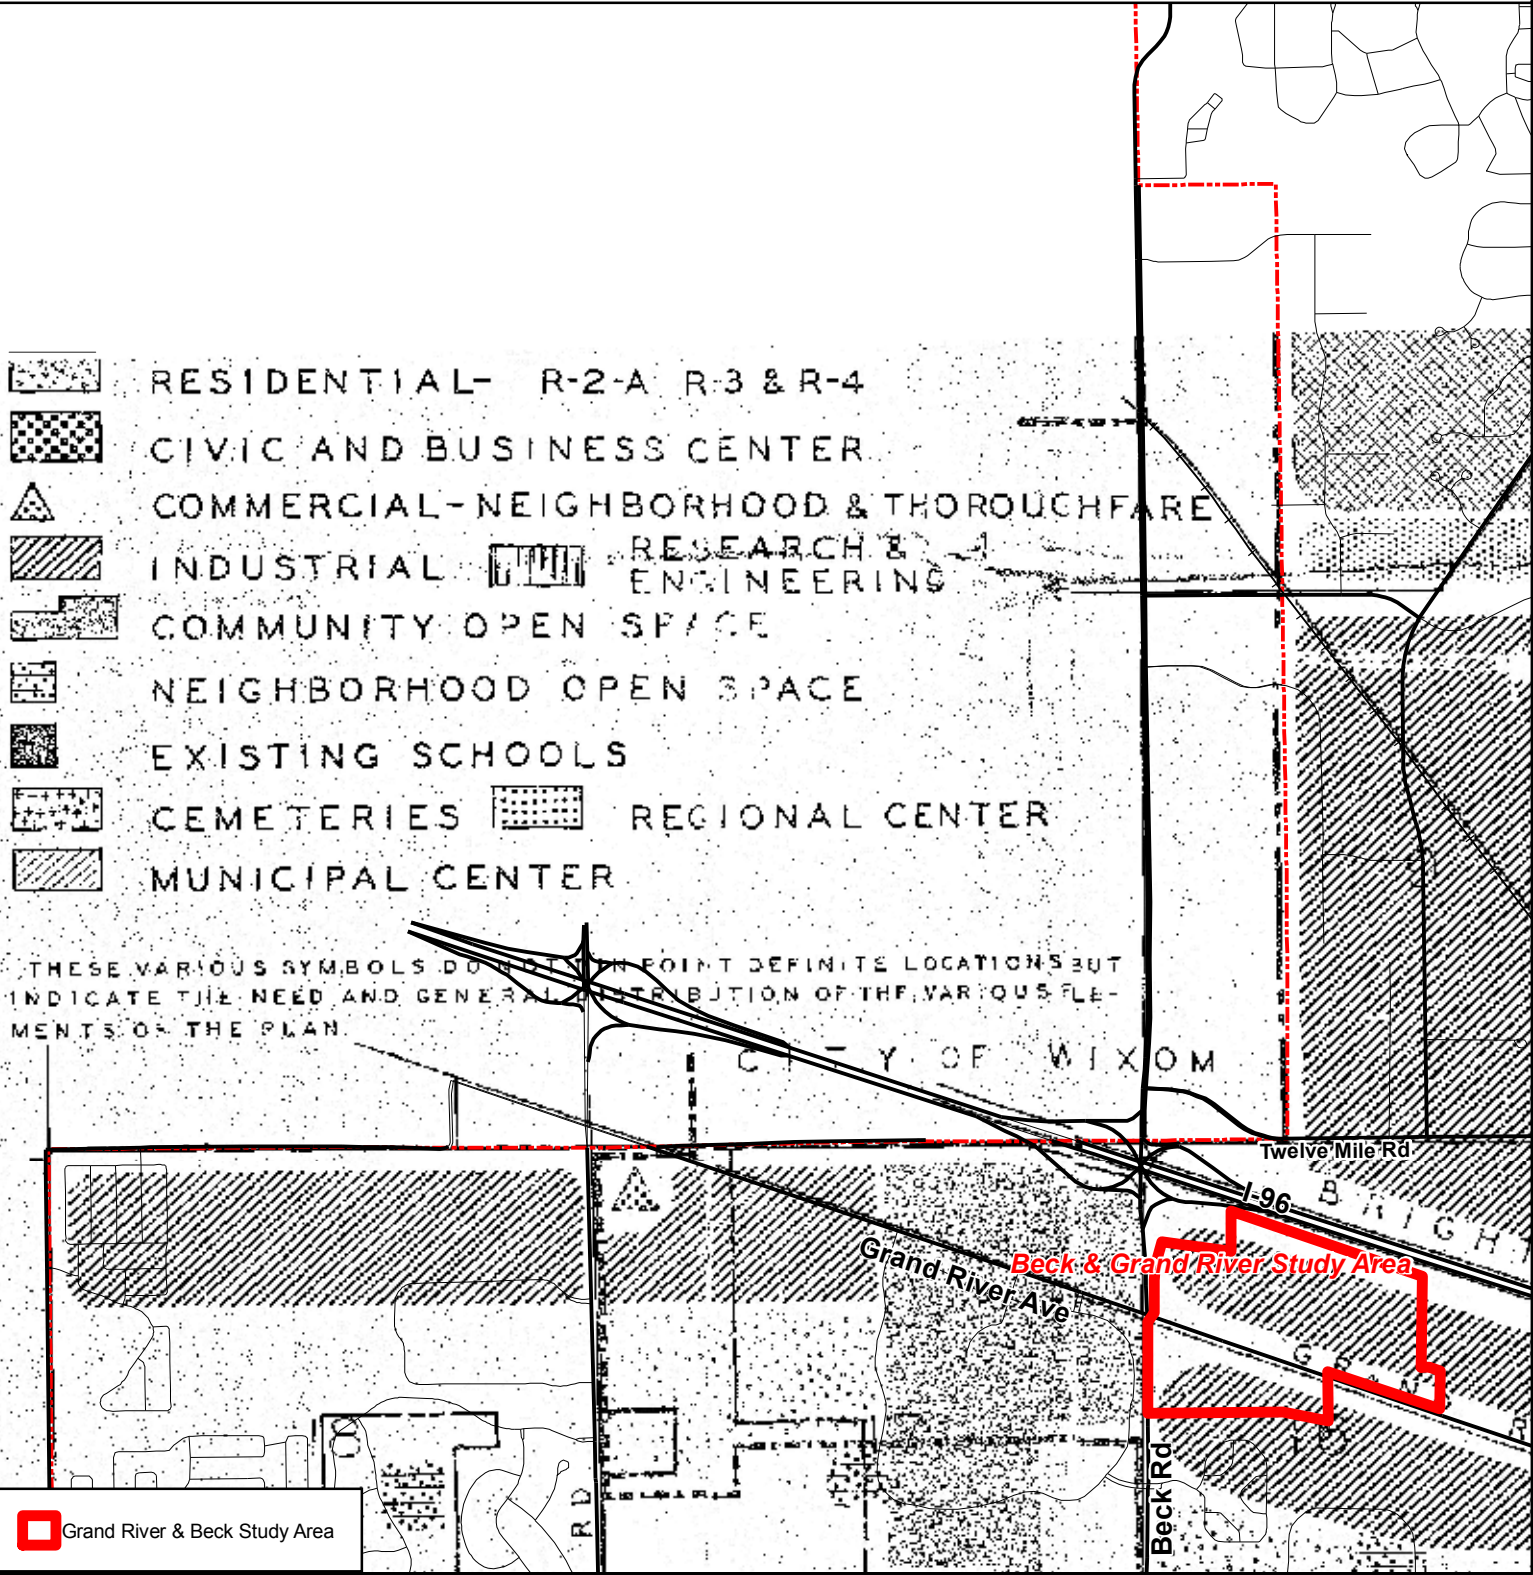 RESIDENTIAL- R-2-A R-3 & R-4
CIVIC AND BUSINESS CENTER
COMMERCIAL-NEIGHBORHOOD & THOROUGHFARE
INDUSTRIAL
RESEARCH &
ENGINEERING
COMMUNITY OPEN SPACE
NEIGHBORHOOD OPEN SPACE
EXISTING SCHOOLS
CEMETERIES
REGIONAL CENTER
MUNICIPAL CENTER
THESE VARIOUS SYMBOLS DO NOT PIN POINT DEFINITE LOCATIONS BUT
INDICATE THE NEED AND GENERAL DISTRIBUTION OF THE VARIOUS ELE-
MENTS OF THE PLAN
CITY OF WIXOM
Twelve Mile Rd
I-96
BRIGHT
Grand River Ave
Beck & Grand River Study Area
GRAN
RD
Beck Rd
Grand River & Beck Study Area